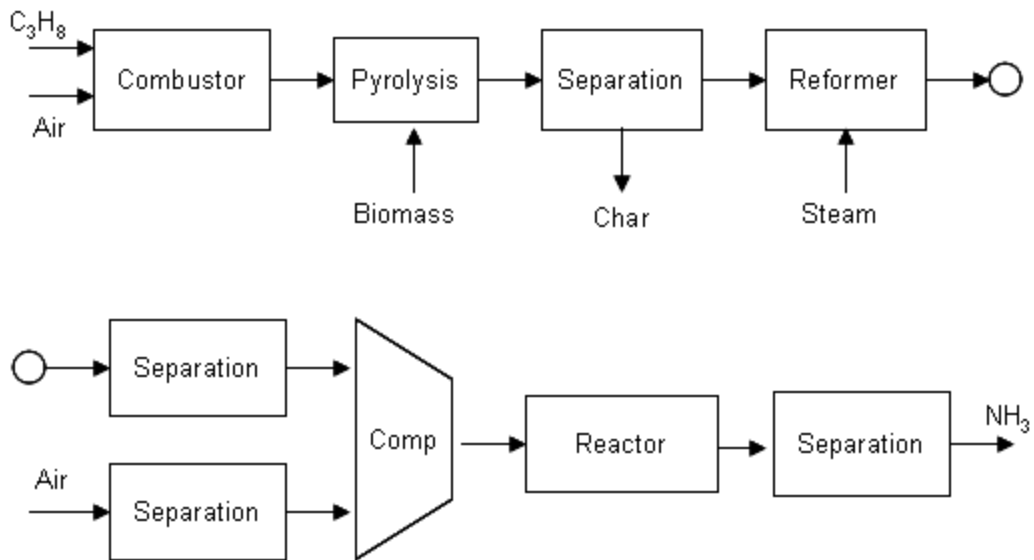 C₃H₈
Combustor
Pyrolysis
Separation
Reformer
Air
Biomass
Char
Steam
Separation
Comp
Reactor
Separation
NH₃
Air
Separation